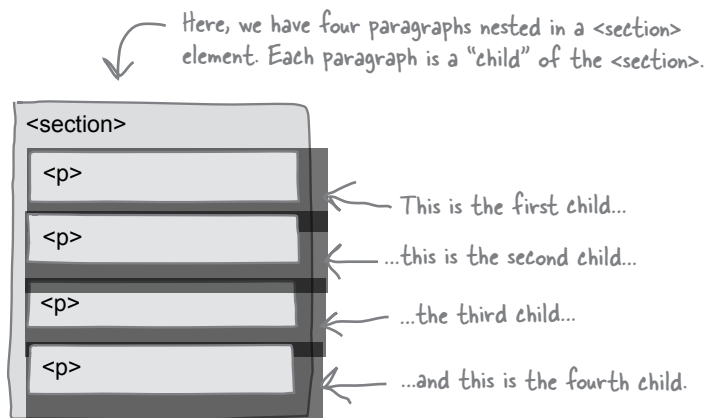 Here, we have four paragraphs nested in a <section>
element. Each paragraph is a “child” of the <section>.
<section>
<p>
This is the first child...
<p>
...this is the second child...
<p>
...the third child...
<p>
...and this is the fourth child.